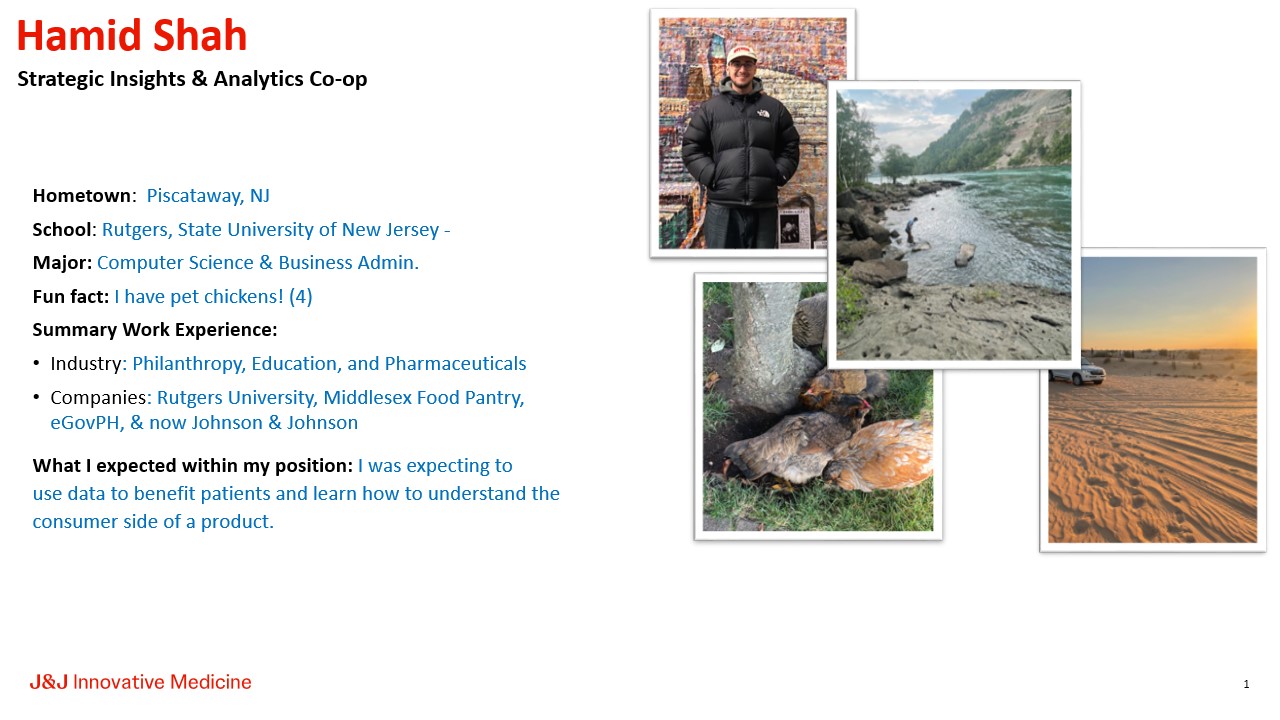 Hamid Shah
Strategic Insights & Analytics Co-op
Hometown:  Piscataway, NJ
School: Rutgers, State University of New Jersey -
Major: Computer Science & Business Admin.
Fun fact: I have pet chickens! (4)
Summary Work Experience:
• Industry: Philanthropy, Education, and Pharmaceuticals
• Companies: Rutgers University, Middlesex Food Pantry,
eGovPH, & now Johnson & Johnson
What I expected within my position: I was expecting to
use data to benefit patients and learn how to understand the
consumer side of a product.
J&J Innovative Medicine
1